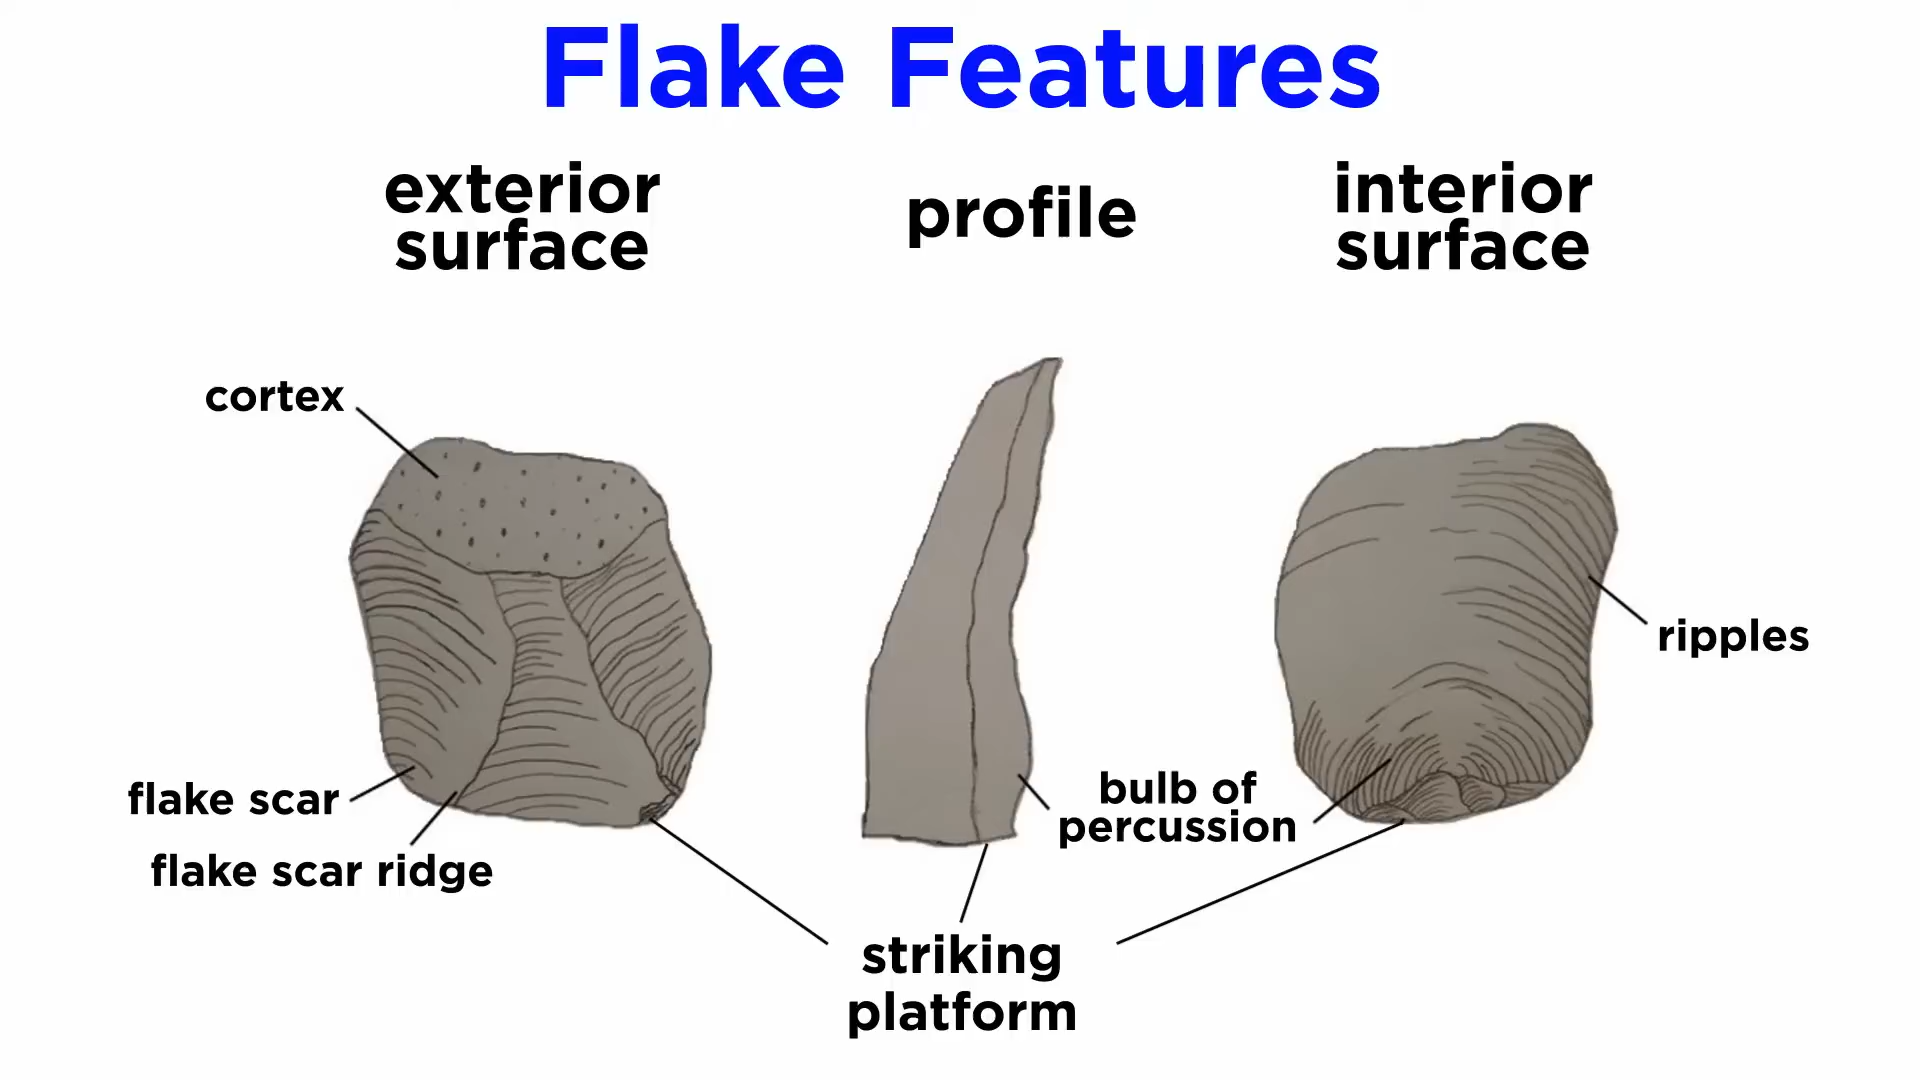 Flake Features
exterior
surface
profile
interior
surface
cortex
ripples
flake scar
flake scar ridge
bulb of
percussion
striking
platform